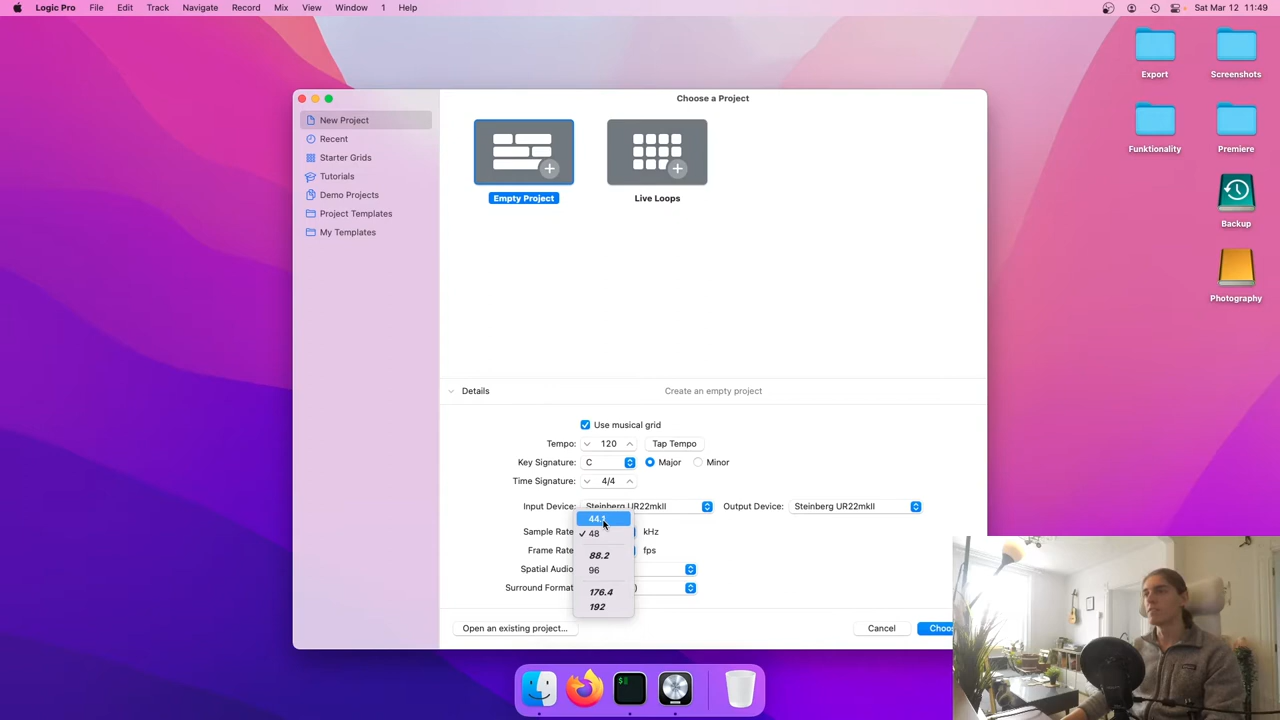 Logic Pro File Edit Track Navigate Record Mix View Window 1 Help Sat Mar 12 11:49
Export Screenshots
Funktionality Premiere
Backup
Photography
Choose a Project
New Project
Recent
Starter Grids
Tutorials
Demo Projects
Project Templates
My Templates
Empty Project Live Loops
Details Create an empty project
Use musical grid
Tempo: 120 Tap Tempo
Key Signature: C Major Minor
Time Signature: 4/4
Input Device: Steinberg UR22mkII Output Device: Steinberg UR22mkII
44.1
Sample Rate kHz
48
Frame Rate fps
88.2
Spatial Audio
96
Surround Format )
176.4
192
Open an existing project... Cancel Choo
$